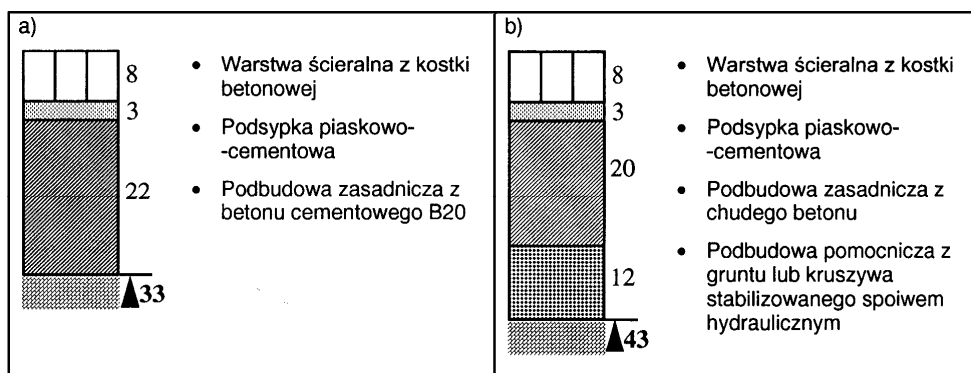 a)
8
3
22
33
• Warstwa ścieralna z kostki
betonowej
• Podsypka piaskowo-
-cementowa
• Podbudowa zasadnicza z
betonu cementowego B20
b)
8
3
20
12
43
• Warstwa ścieralna z kostki
betonowej
• Podsypka piaskowo-
-cementowa
• Podbudowa zasadnicza z
chudego betonu
• Podbudowa pomocnicza z
gruntu lub kruszywa
stabilizowanego spoiwem
hydraulicznym